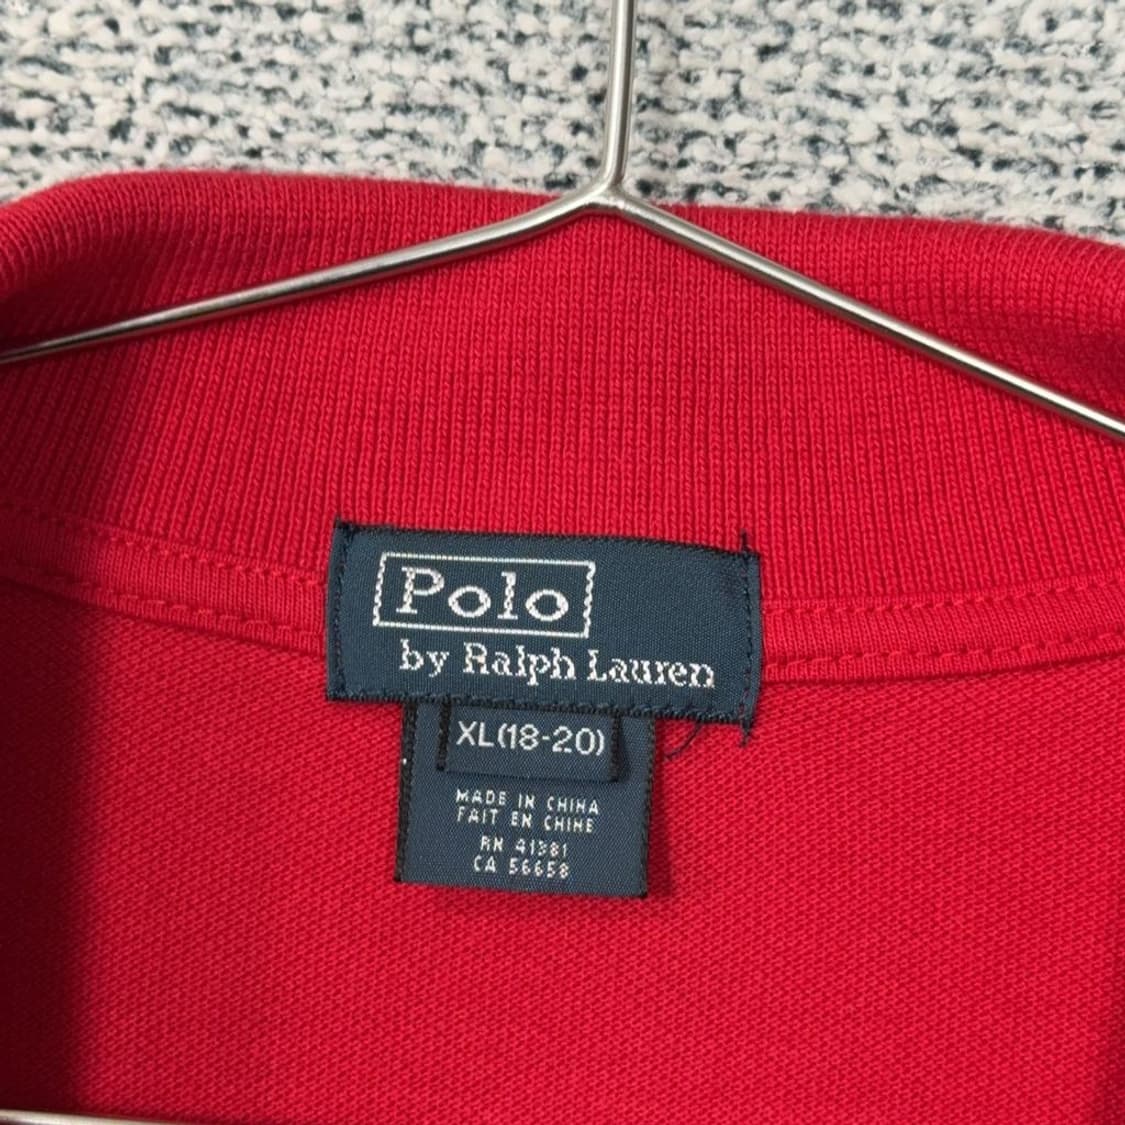 Polo
by Ralph Lauren
XL(18-20)
MADE IN CHINA
FAIT EN CHINE
RN 41381
CA 56658